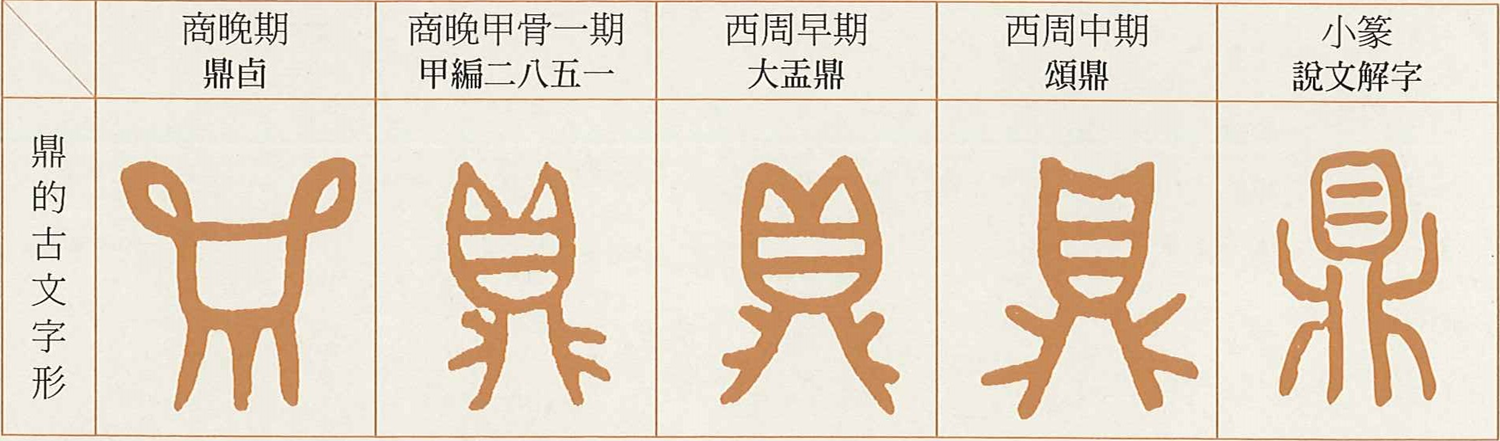 商晚期
鼎卣
商晚甲骨一期
甲編二八五一
西周早期
大盂鼎
西周中期
頌鼎
小篆
說文解字
鼎的古文字形